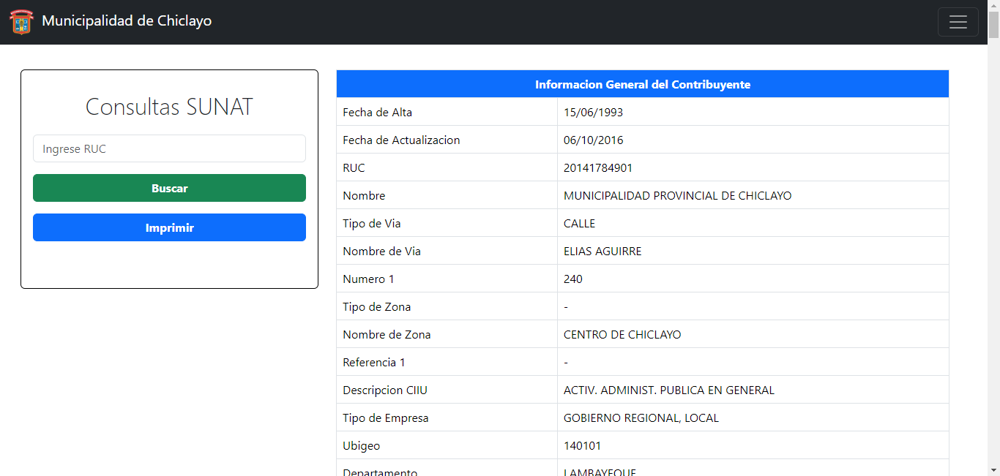 Municipalidad de Chiclayo
Consultas SUNAT
Ingrese RUC
Buscar
Imprimir
Informacion General del Contribuyente
Fecha de Alta 15/06/1993
Fecha de Actualizacion 06/10/2016
RUC 20141784901
Nombre MUNICIPALIDAD PROVINCIAL DE CHICLAYO
Tipo de Via CALLE
Nombre de Via ELIAS AGUIRRE
Numero 1 240
Tipo de Zona -
Nombre de Zona CENTRO DE CHICLAYO
Referencia 1 -
Descripcion CIIU ACTIV. ADMINIST. PUBLICA EN GENERAL
Tipo de Empresa GOBIERNO REGIONAL, LOCAL
Ubigeo 140101
Departamento LAMBAYEQUE